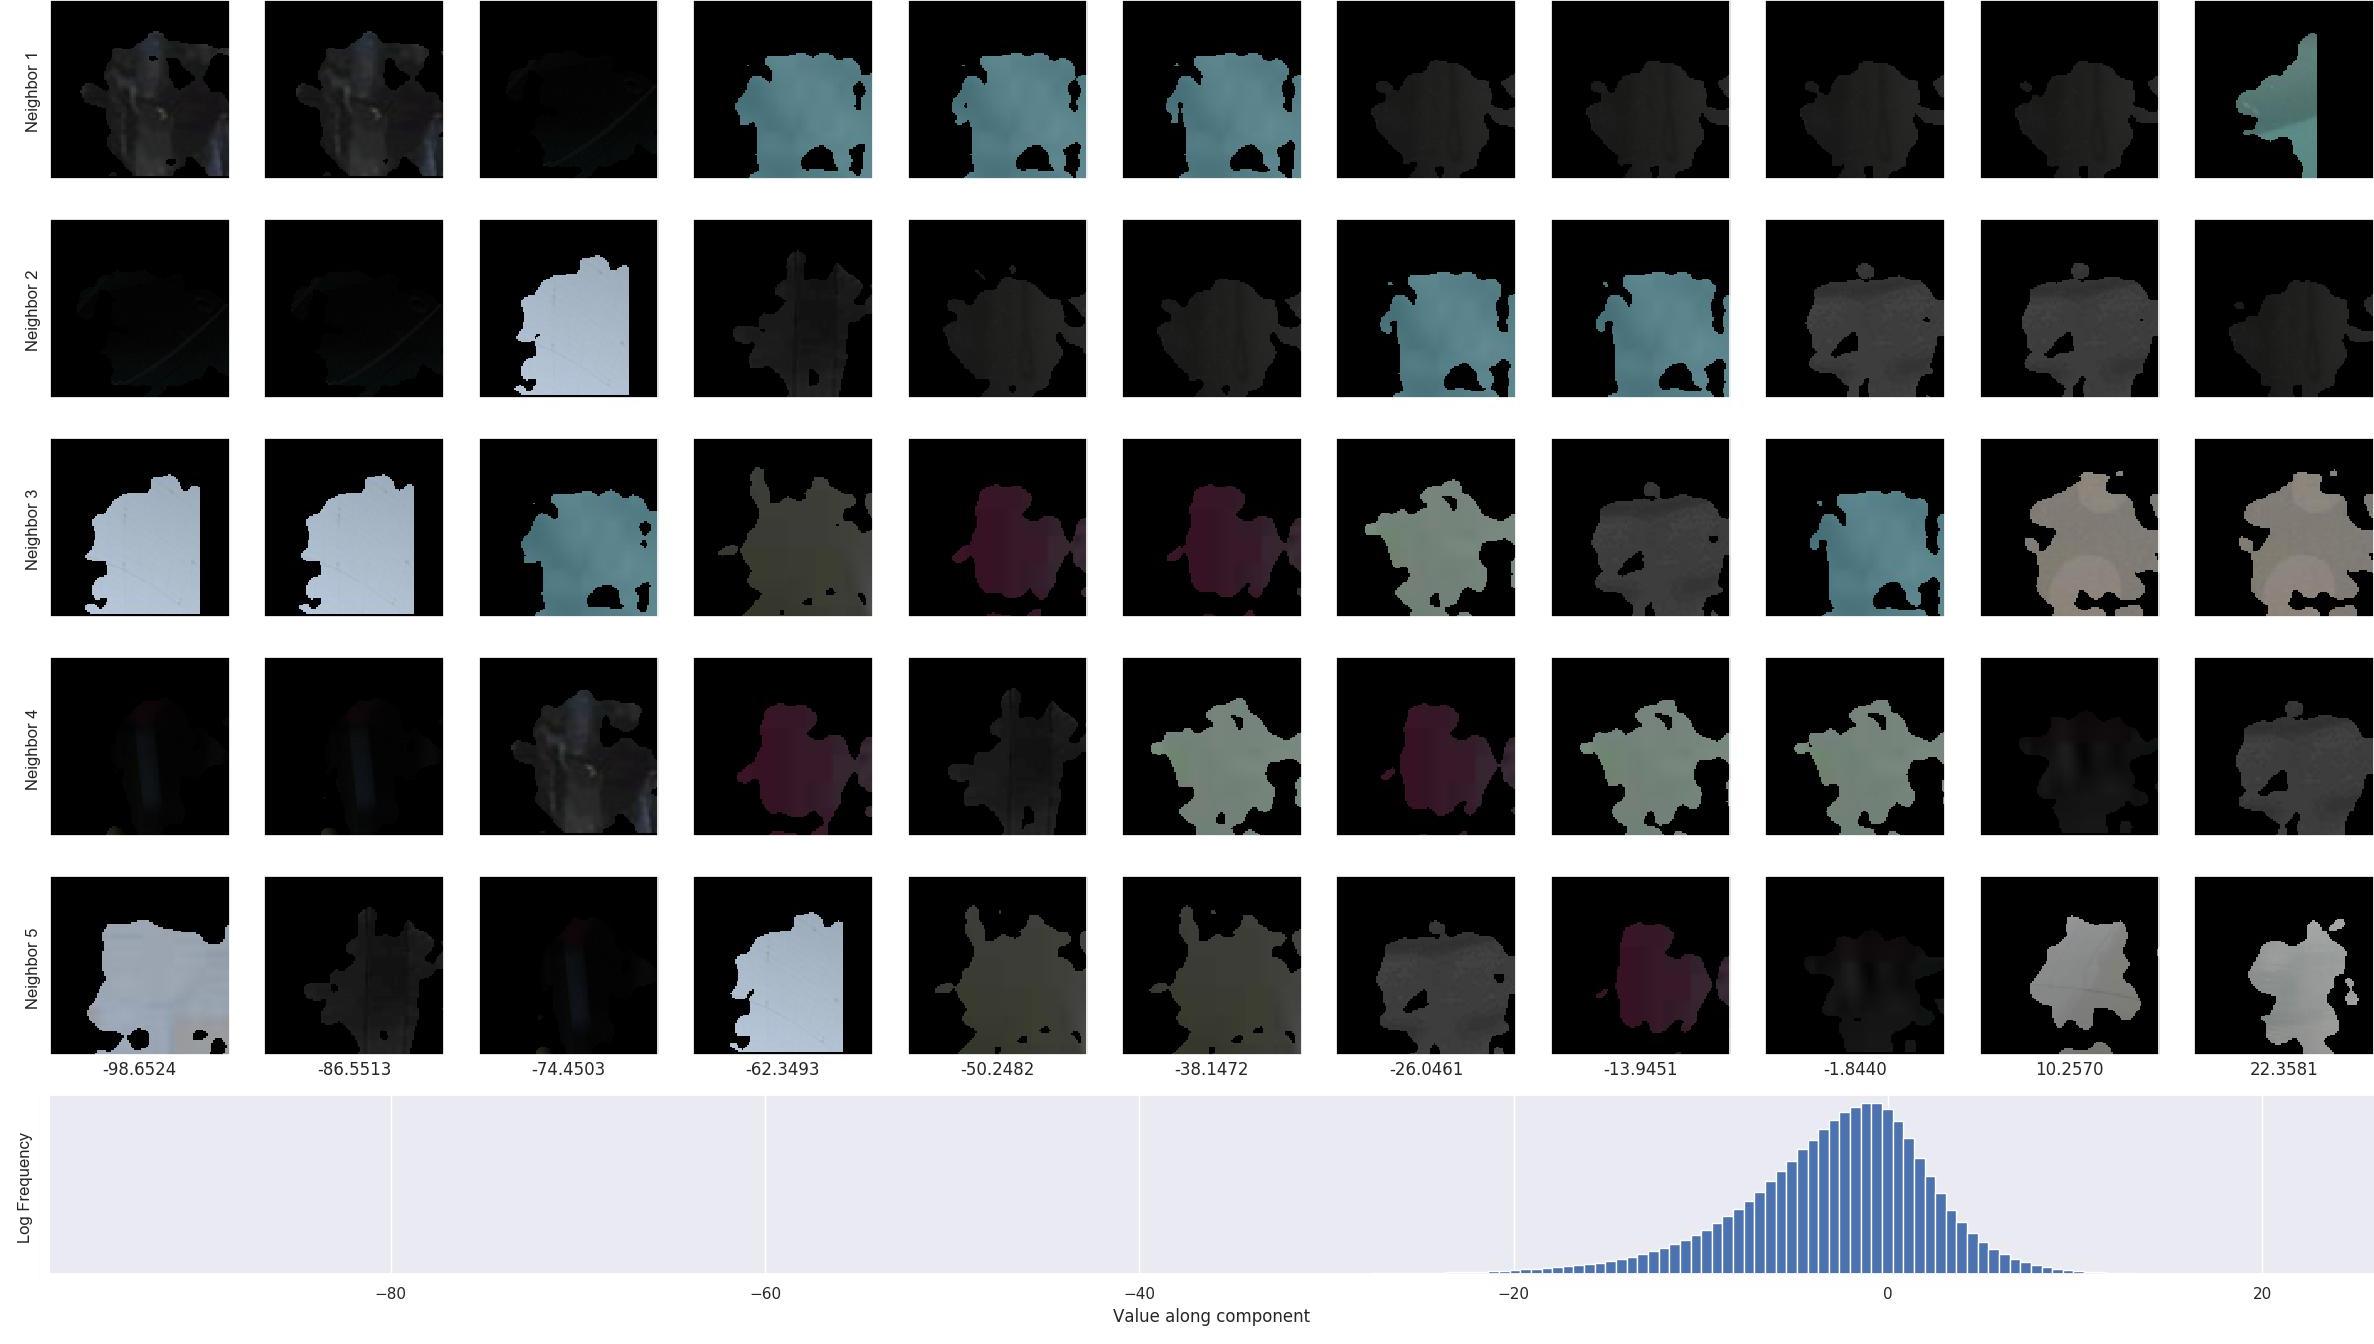 Neighbor 1
Neighbor 2
Neighbor 3
Neighbor 4
Neighbor 5
-98.6524 -86.5513 -74.4503 -62.3493 -50.2482 -38.1472 -26.0461 -13.9451 -1.8440 10.2570 22.3581
Log Frequency
−80 −60 −40 −20 0 20
Value along component